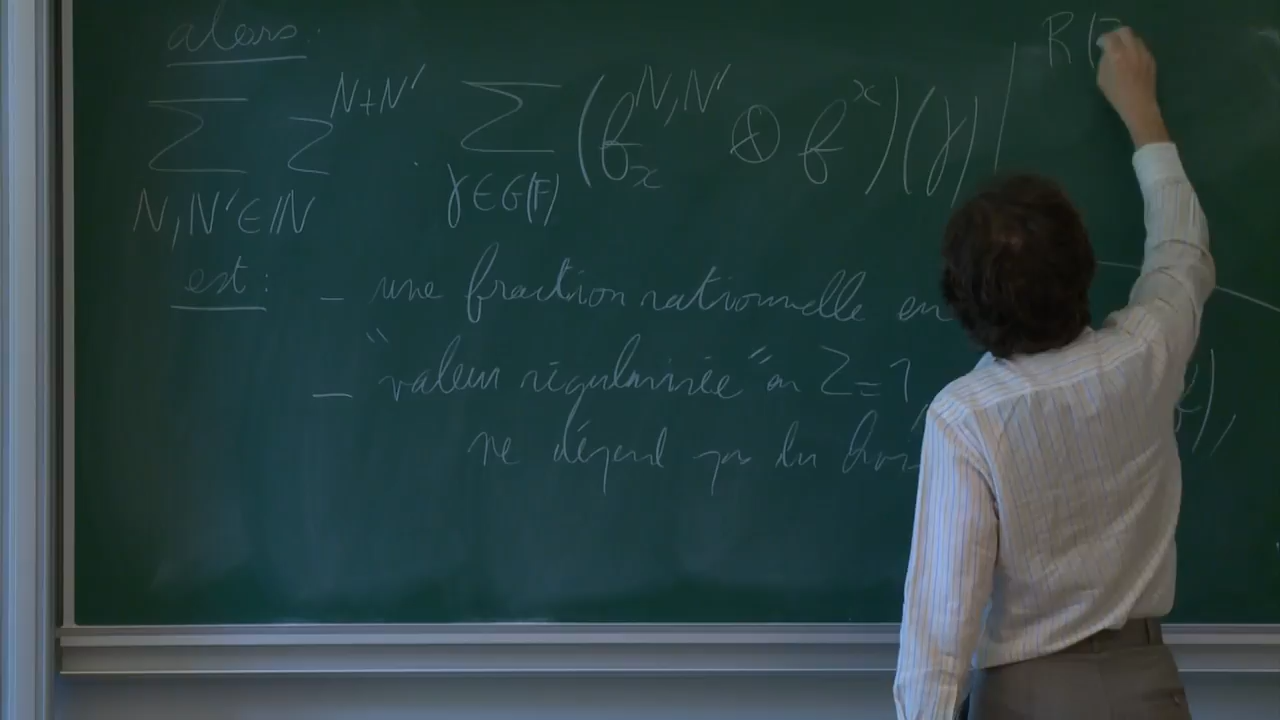 alors:
∑_{N,N'∈ℕ} Z^{N+N'} · ∑_{γ∈G(F)} (f_x^{N,N'} ⊗ f^x)(γ)
R(
est: – une fraction rationnelle en
– "valeur régularisée" en Z=1
ne dépend pas du